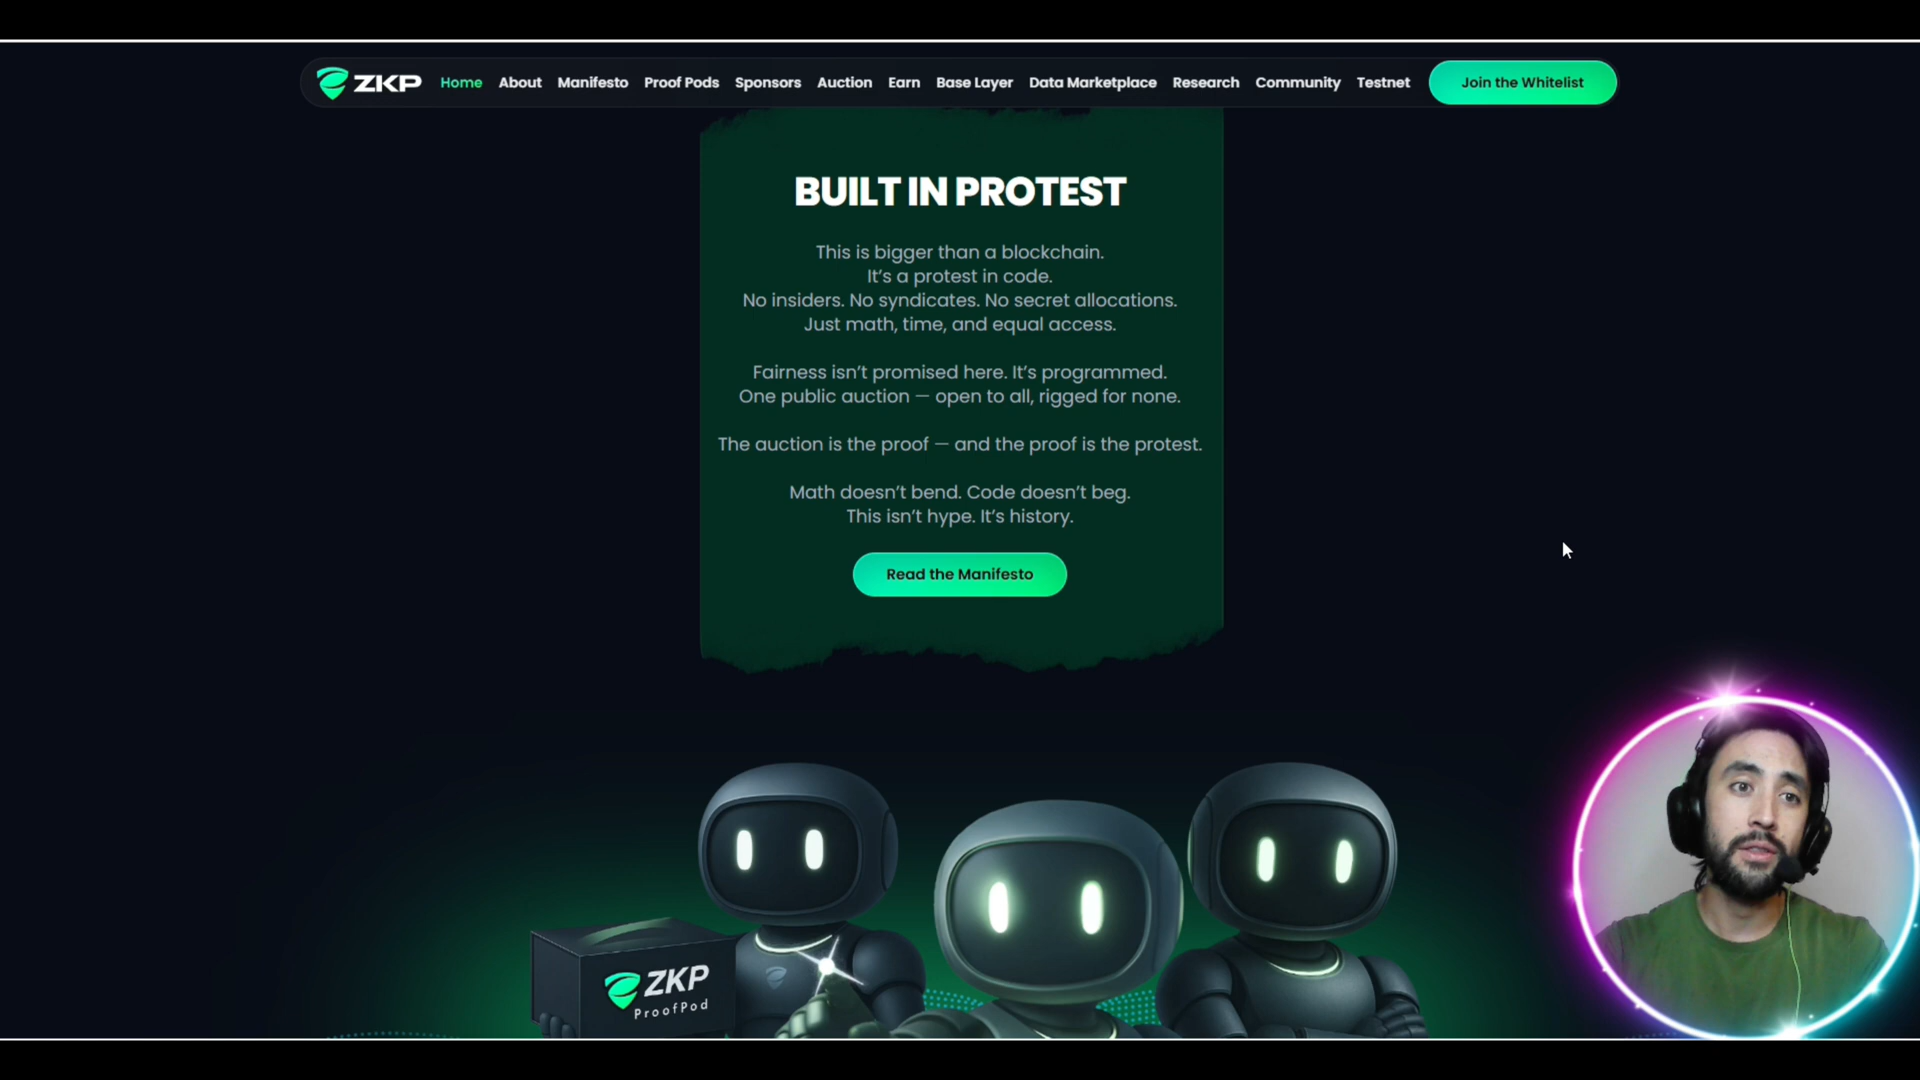 ZKP Home About Manifesto Proof Pods Sponsors Auction Earn Base Layer Data Marketplace Research Community Testnet Join the Whitelist
BUILT IN PROTEST
This is bigger than a blockchain.
It's a protest in code.
No insiders. No syndicates. No secret allocations.
Just math, time, and equal access.
Fairness isn't promised here. It's programmed.
One public auction — open to all, rigged for none.
The auction is the proof — and the proof is the protest.
Math doesn't bend. Code doesn't beg.
This isn't hype. It's history.
Read the Manifesto
ZKP
ProofPod